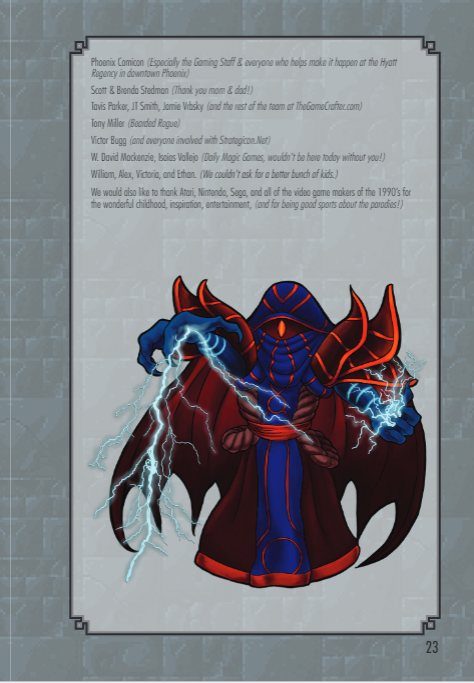 Phoenix Comicon (Especially the Gaming Staff & everyone who helps make it happen at the Hyatt
Regency in downtown Phoenix)
Scott & Brenda Stedman (Thank you mom & dad!)
Tavis Parker, JT Smith, Jamie Vrbsky (and the rest of the team at TheGameCrafter.com)
Tony Miller (Bearded Rogue)
Victor Bugg (and everyone involved with Strategicon.Net)
W. David Mackenzie, Isaias Vallejo (Daily Magic Games, wouldn't be here today without you!)
William, Alex, Victoria, and Ethan. (We couldn't ask for a better bunch of kids.)
We would also like to thank Atari, Nintendo, Sega, and all of the video game makers of the 1990's for
the wonderful childhood, inspiration, entertainment, (and for being good sports about the parodies!)
23